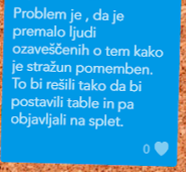 Problem je , da je
premalo ljudi
ozaveščenih o tem kako
je stražun pomemben.
To bi rešili tako da bi
postavili table in pa
objavljali na splet.
0